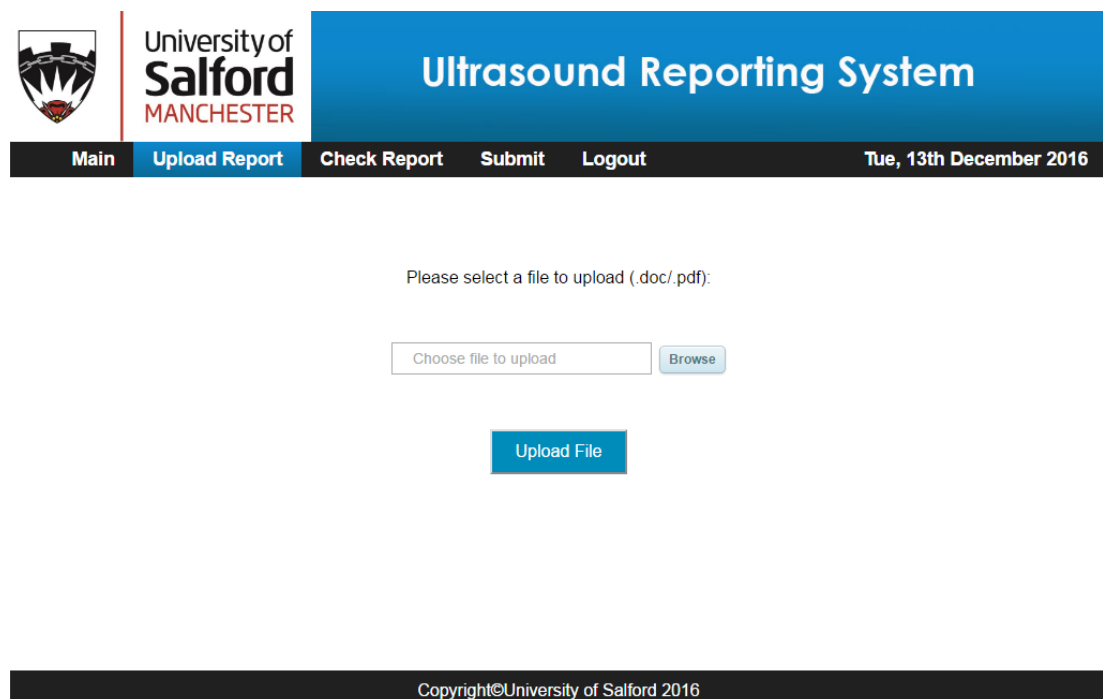 University of
Salford
MANCHESTER
Ultrasound Reporting System
Main Upload Report Check Report Submit Logout Tue, 13th December 2016
Please select a file to upload (.doc/.pdf):
Choose file to upload Browse
Upload File
Copyright©University of Salford 2016